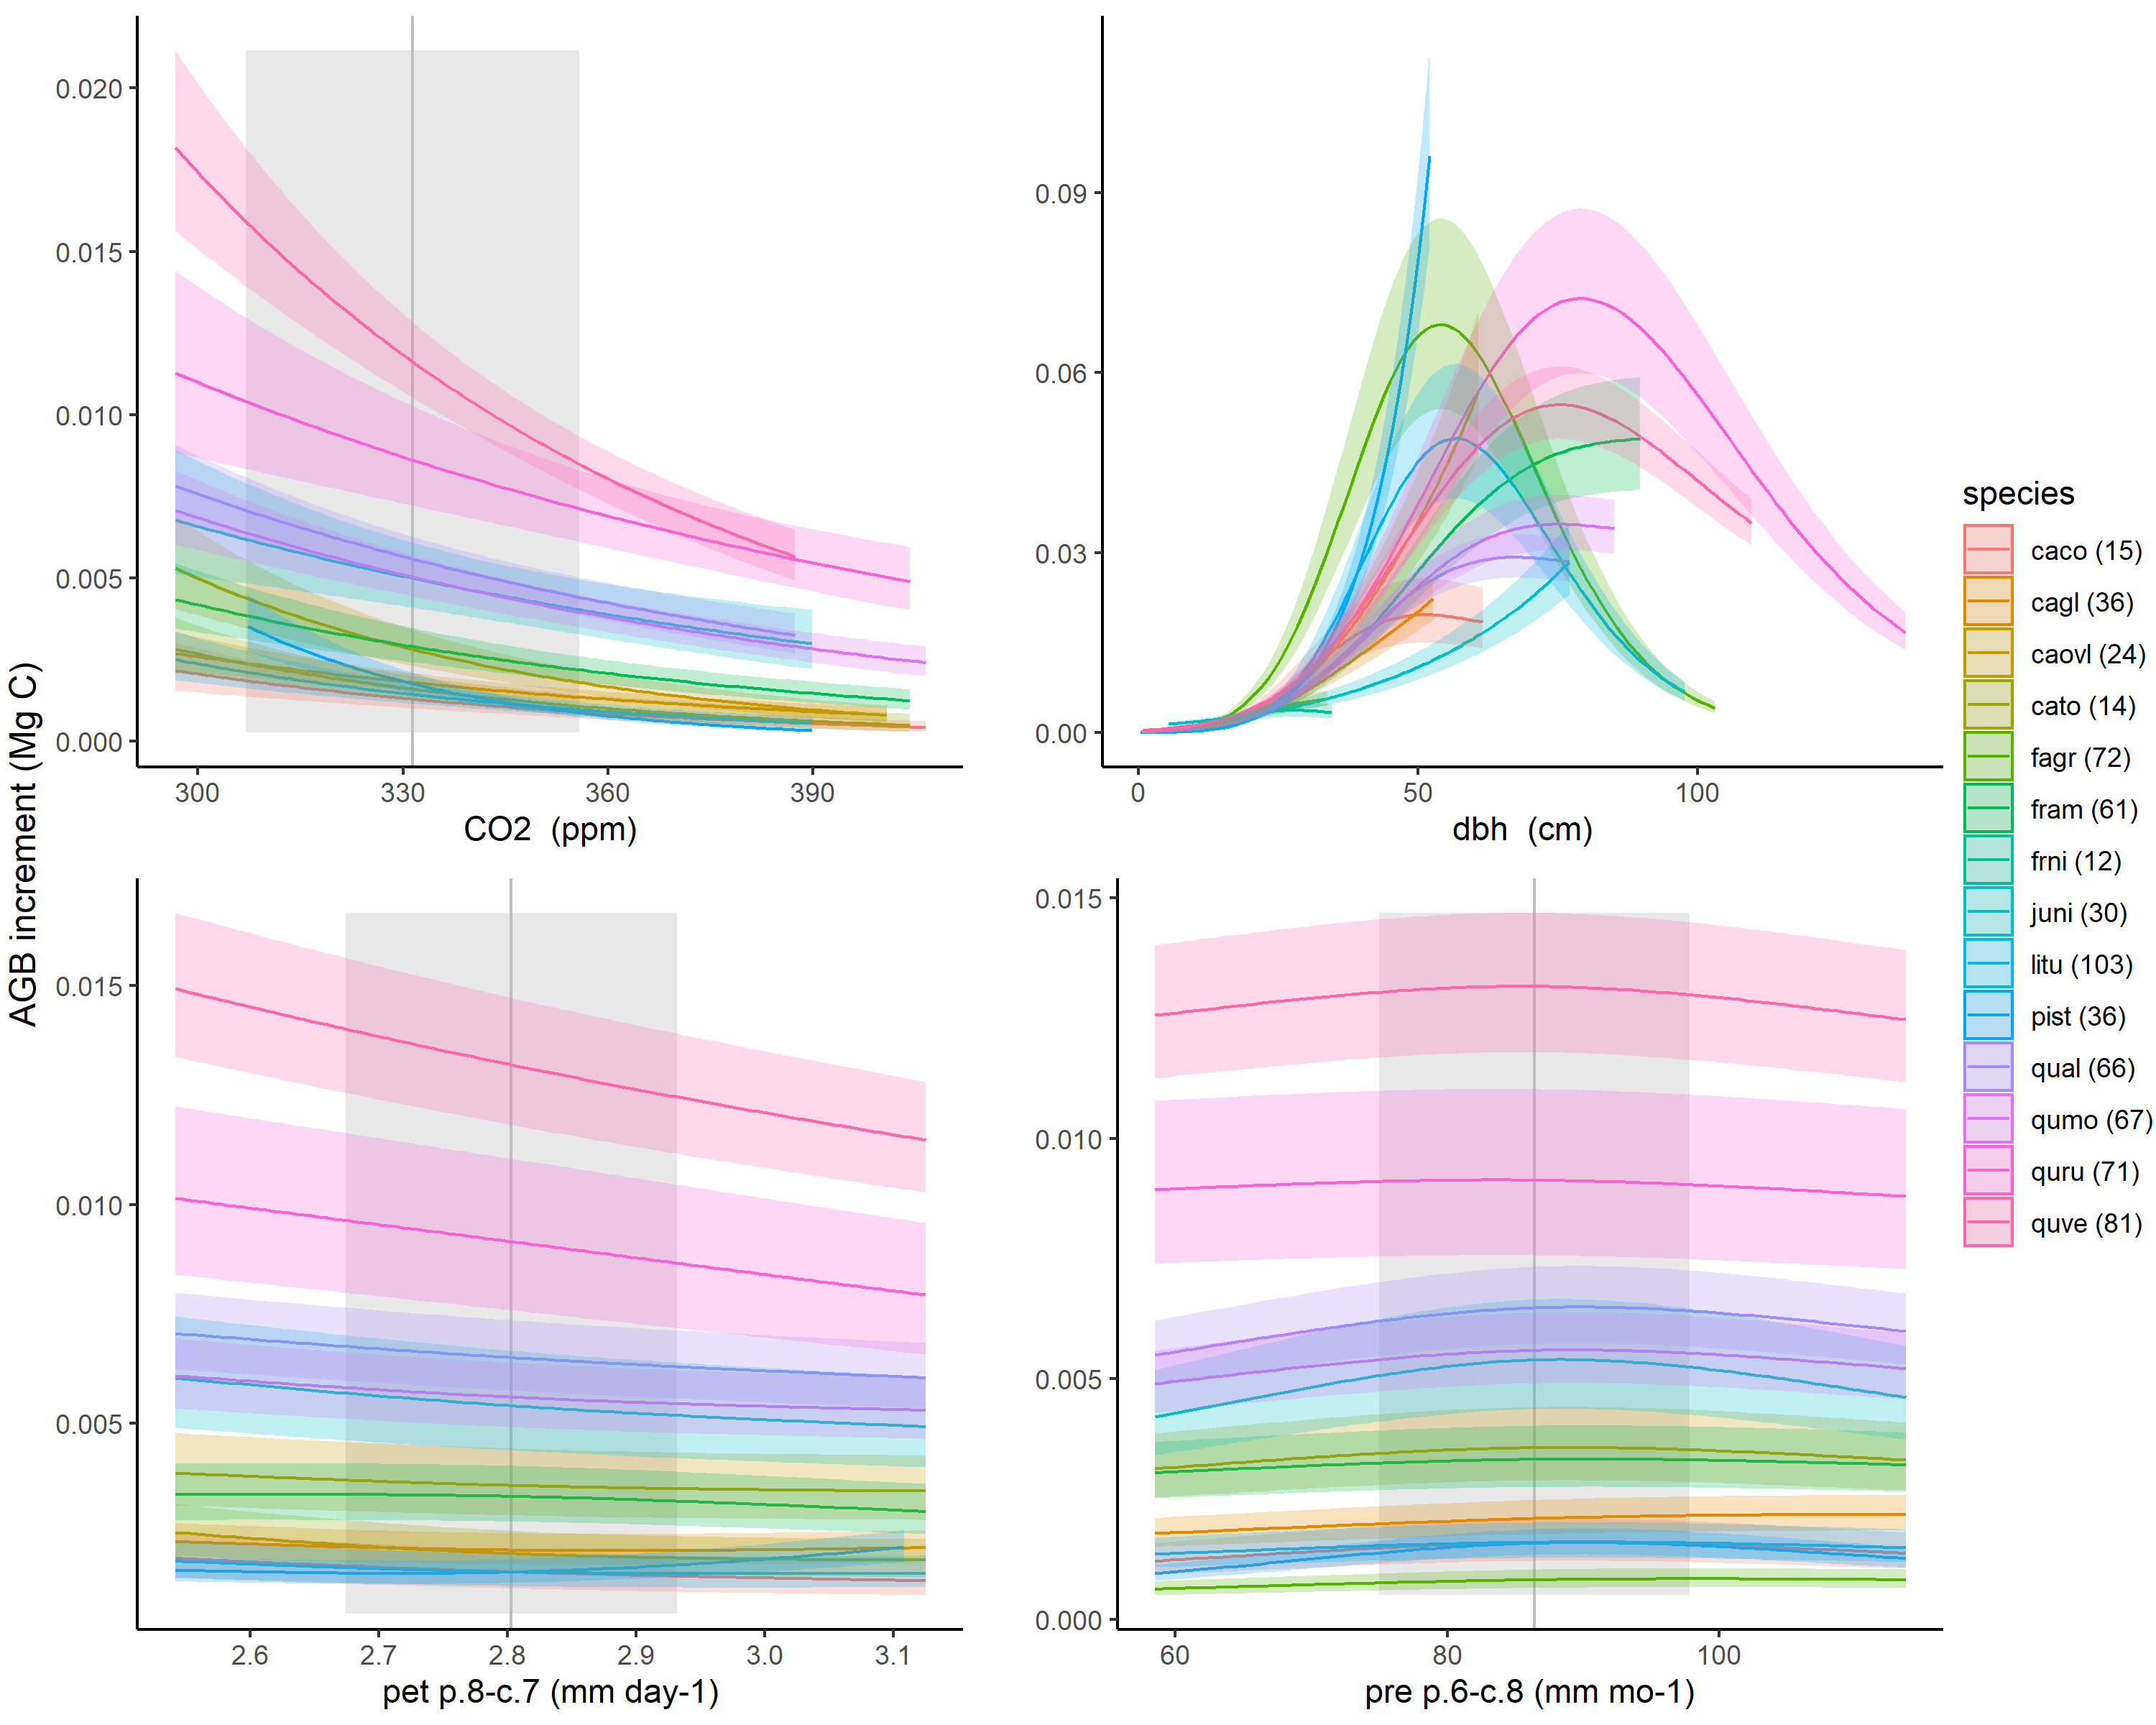 AGB increment (Mg C)
0.020
0.015
0.010
0.005
0.000
300 330 360 390
CO2 (ppm)
0.09
0.06
0.03
0.00
0 50 100
dbh (cm)
0.015
0.010
0.005
2.6 2.7 2.8 2.9 3.0 3.1
pet p.8-c.7 (mm day-1)
0.015
0.010
0.005
0.000
60 80 100
pre p.6-c.8 (mm mo-1)
species
caco (15)
cagl (36)
caovl (24)
cato (14)
fagr (72)
fram (61)
frni (12)
juni (30)
litu (103)
pist (36)
qual (66)
qumo (67)
quru (71)
quve (81)